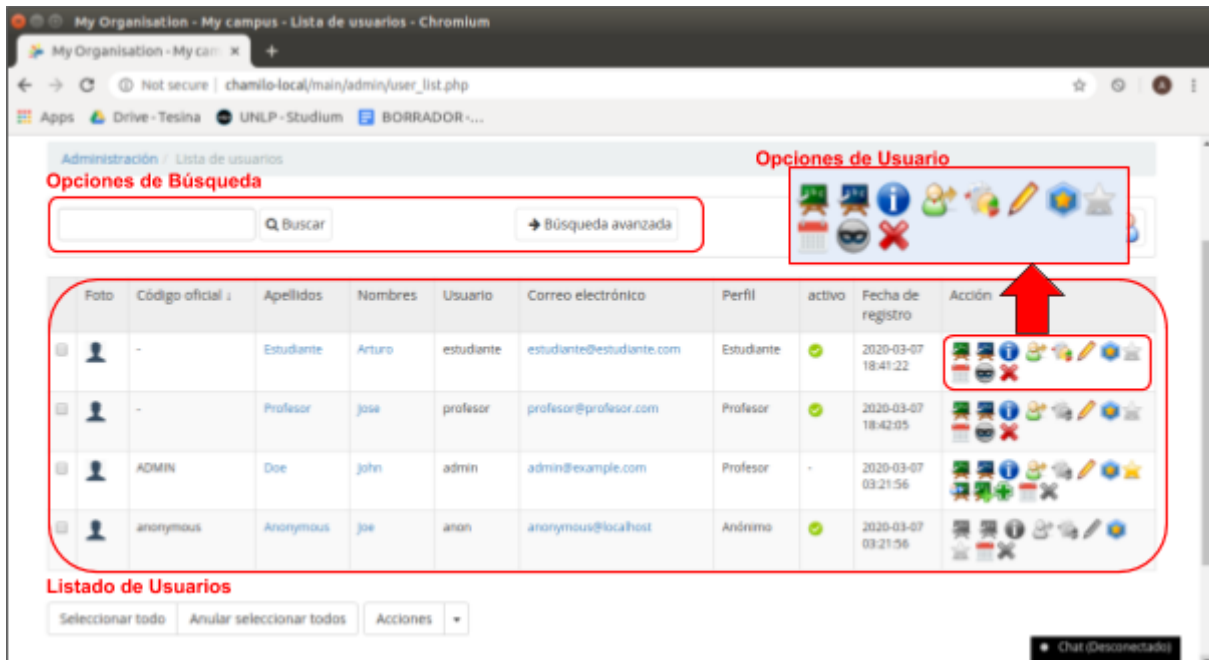 My Organisation - My campus - Lista de usuarios - Chromium
My Organisation - My cam
Not secure | chamilo-local/main/admin/user_list.php
Apps Drive - Tesina UNLP - Studium BORRADOR -...
Administración / Lista de usuarios
Opciones de Usuario
Opciones de Búsqueda
Buscar Búsqueda avanzada
Foto Código oficial ↓ Apellidos Nombres Usuario Correo electrónico Perfil activo Fecha de registro Acción
- Estudiante Arturo estudiante estudiante@estudiante.com Estudiante 2020-03-07 18:41:22
- Profesor Jose profesor profesor@profesor.com Profesor 2020-03-07 18:42:05
ADMIN Doe John admin admin@example.com Profesor - 2020-03-07 03:21:56
anonymous Anonymous Joe anon anonymous@localhost Anónimo 2020-03-07 03:21:56
Listado de Usuarios
Seleccionar todo Anular seleccionar todos Acciones
Chat (Desconectado)